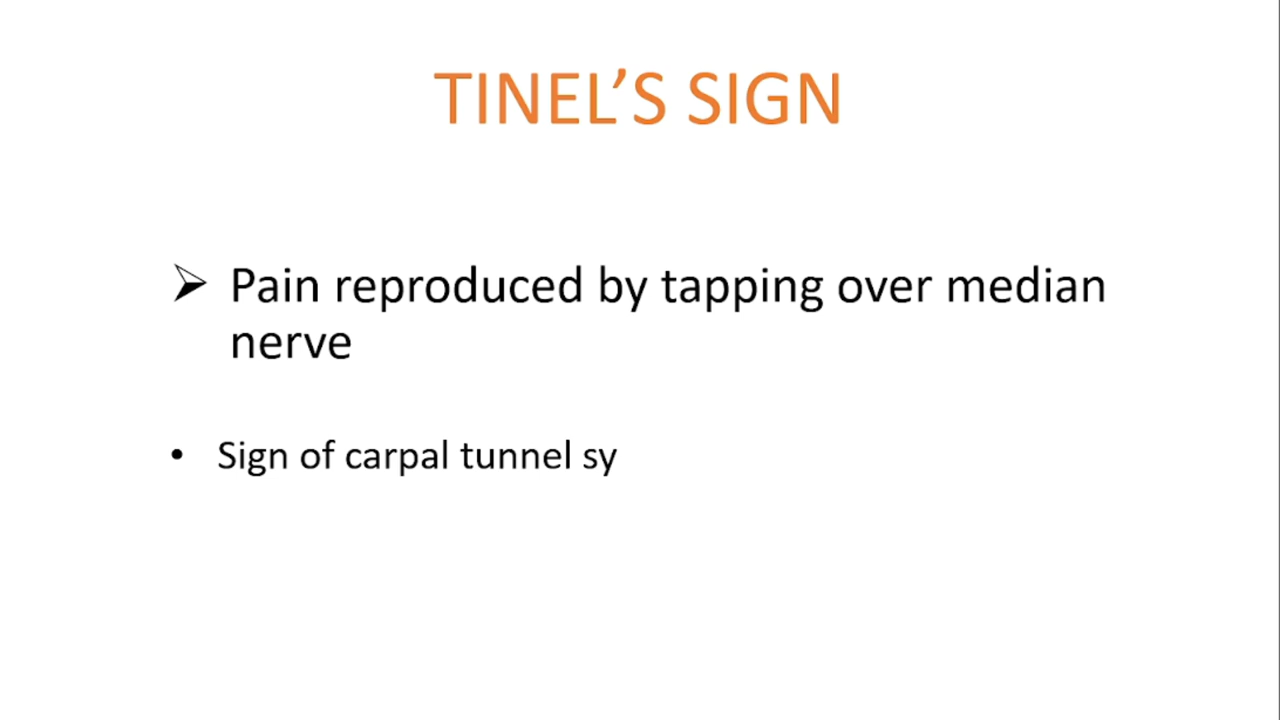 TINEL’S SIGN
➢ Pain reproduced by tapping over median
nerve
• Sign of carpal tunnel sy